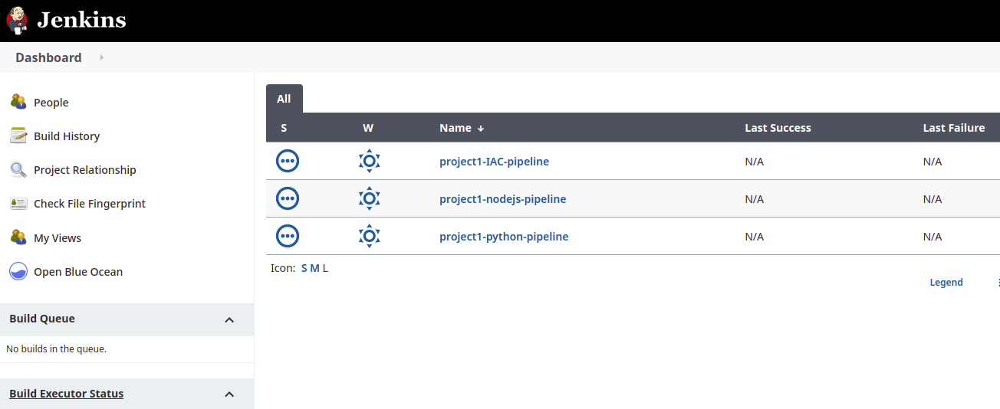 Jenkins
Dashboard
People
Build History
Project Relationship
Check File Fingerprint
My Views
Open Blue Ocean
Build Queue
No builds in the queue.
Build Executor Status
All
S W Name ↓ Last Success Last Failure
project1-IAC-pipeline N/A N/A
project1-nodejs-pipeline N/A N/A
project1-python-pipeline N/A N/A
Icon: S M L
Legend